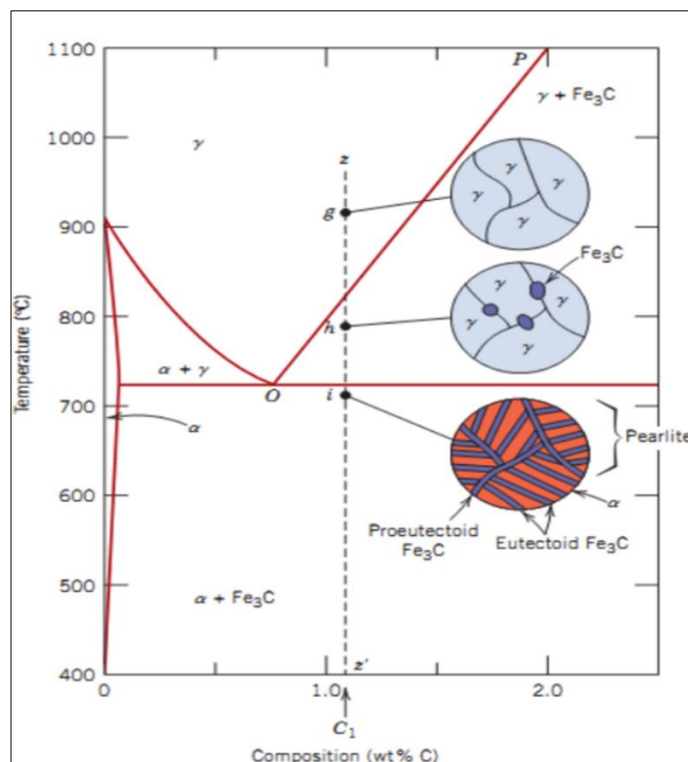 1100
P
γ + Fe₃C
1000
γ
z
γ
γ
γ
γ
g
900
Fe₃C
γ
γ
800
h
γ
γ
Temperature (°C)
α + γ
O
i
700
α
Pearlite
600
α
Proeutectoid
Fe₃C
Eutectoid Fe₃C
500
α + Fe₃C
400
z'
0
1.0
2.0
C₁
Composition (wt% C)